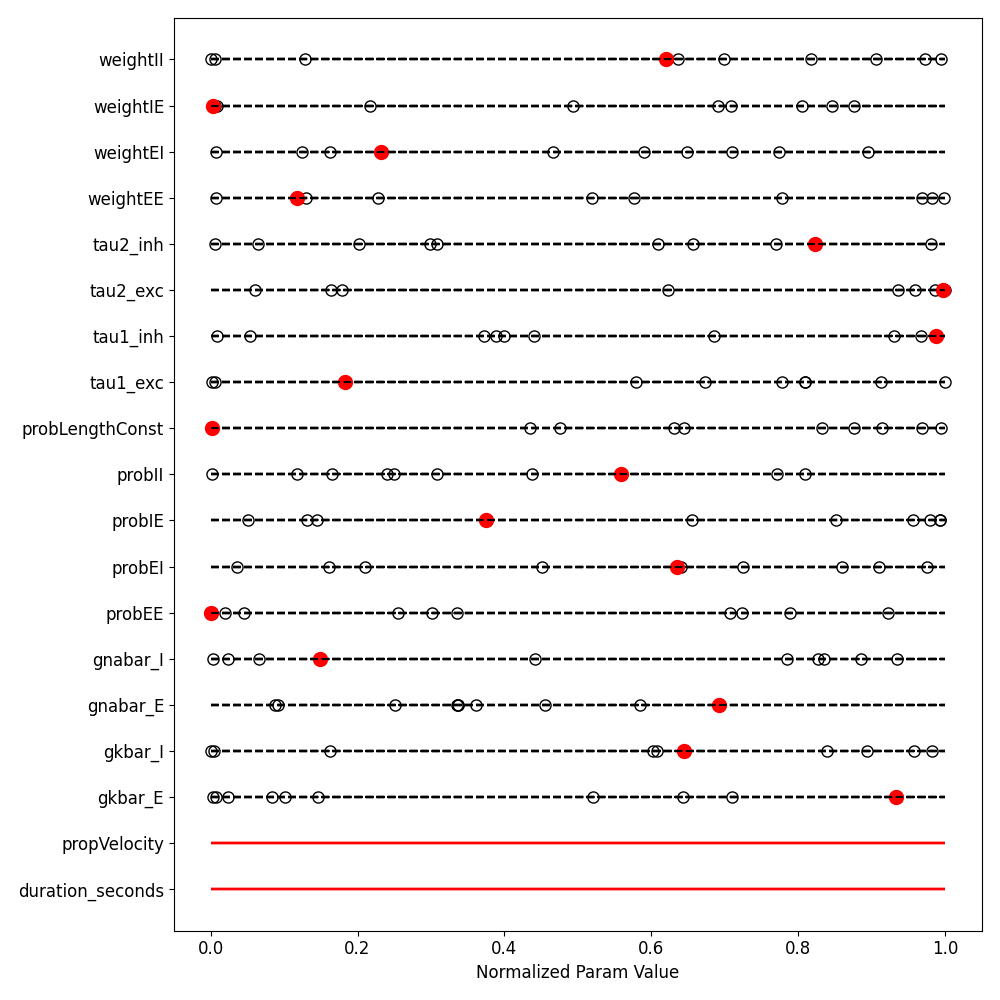 weightII
weightIE
weightEI
weightEE
tau2_inh
tau2_exc
tau1_inh
tau1_exc
probLengthConst
probII
probIE
probEI
probEE
gnabar_I
gnabar_E
gkbar_I
gkbar_E
propVelocity
duration_seconds
0.0 0.2 0.4 0.6 0.8 1.0
Normalized Param Value